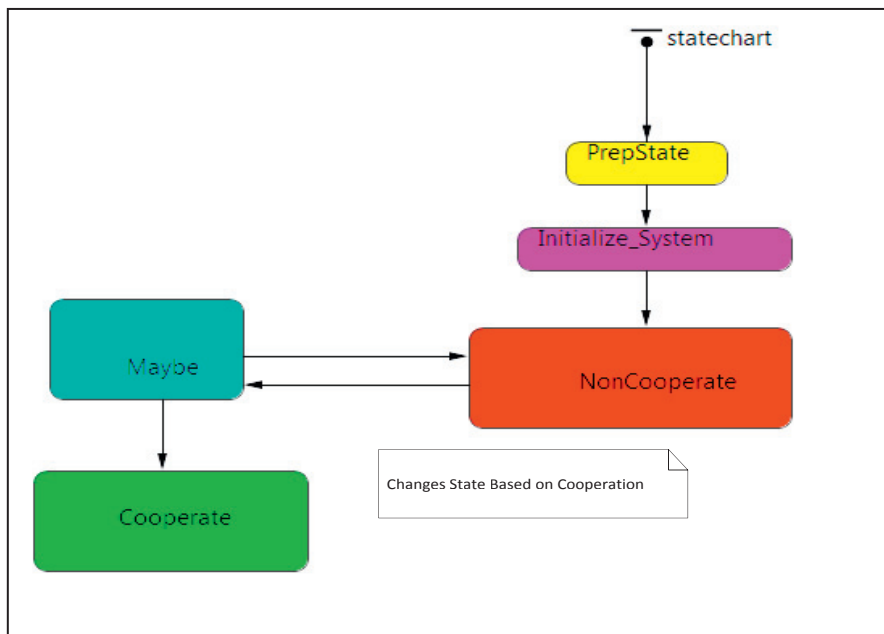 statechart
PrepState
Initialize_System
Maybe
NonCooperate
Changes State Based on Cooperation
Cooperate